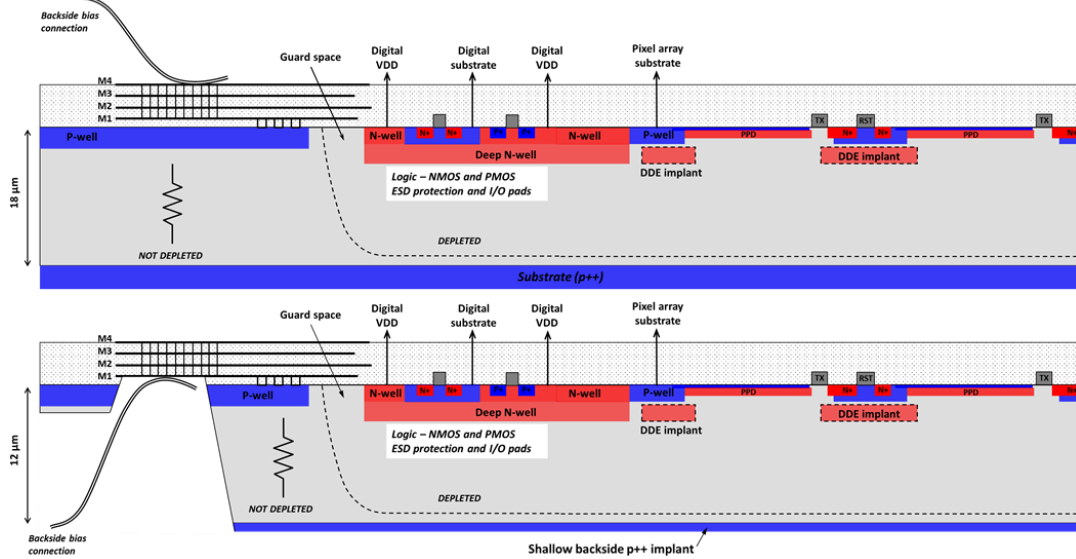 Backside bias
connection
Guard space
Digital
VDD
Digital
substrate
Digital
VDD
Pixel array
substrate
M4
M3
M2
M1
TX
RST
TX
P-well
N-well
N+
N+
P+
P+
N-well
P-well
PPD
N+
N+
PPD
N+
Deep N-well
DDE implant
DDE implant
Logic – NMOS and PMOS
ESD protection and I/O pads
18 µm
NOT DEPLETED
DEPLETED
Substrate (p++)
Guard space
Digital
VDD
Digital
substrate
Digital
VDD
Pixel array
substrate
M4
M3
M2
M1
TX
RST
TX
P-well
N-well
N+
N+
P+
P+
N-well
P-well
PPD
N+
N+
PPD
N+
Deep N-well
DDE implant
DDE implant
Logic – NMOS and PMOS
ESD protection and I/O pads
12 µm
NOT DEPLETED
DEPLETED
Backside bias
connection
Shallow backside p++ implant